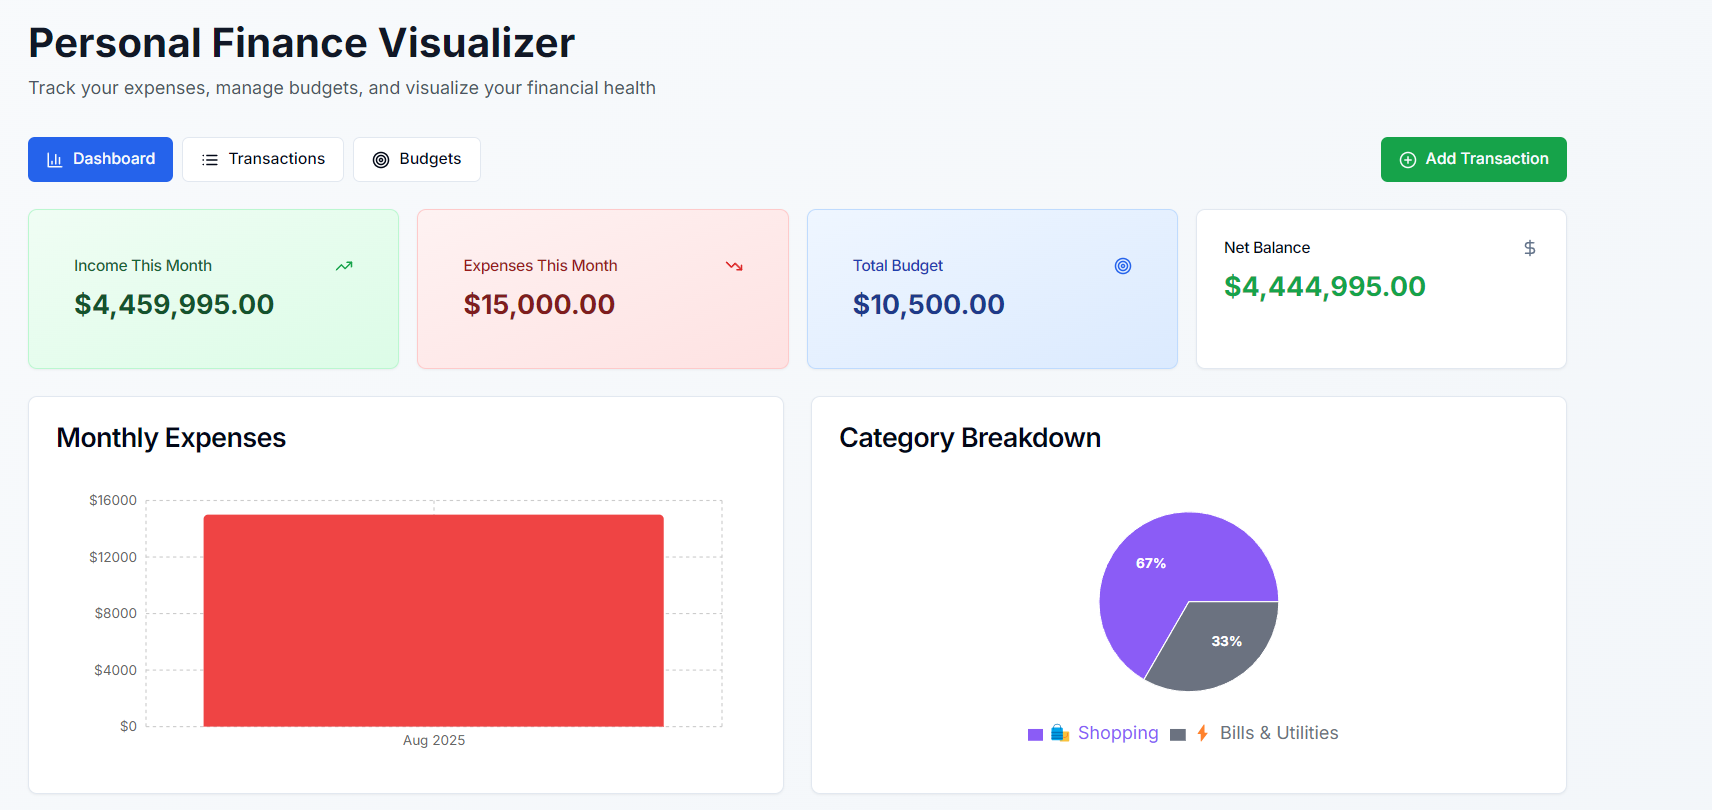 Personal Finance Visualizer
Track your expenses, manage budgets, and visualize your financial health
Dashboard
Transactions
Budgets
Add Transaction
Income This Month
$4,459,995.00
Expenses This Month
$15,000.00
Total Budget
$10,500.00
Net Balance
$4,444,995.00
Monthly Expenses
$16000
$12000
$8000
$4000
$0
Aug 2025
Category Breakdown
67%
33%
Shopping
Bills & Utilities